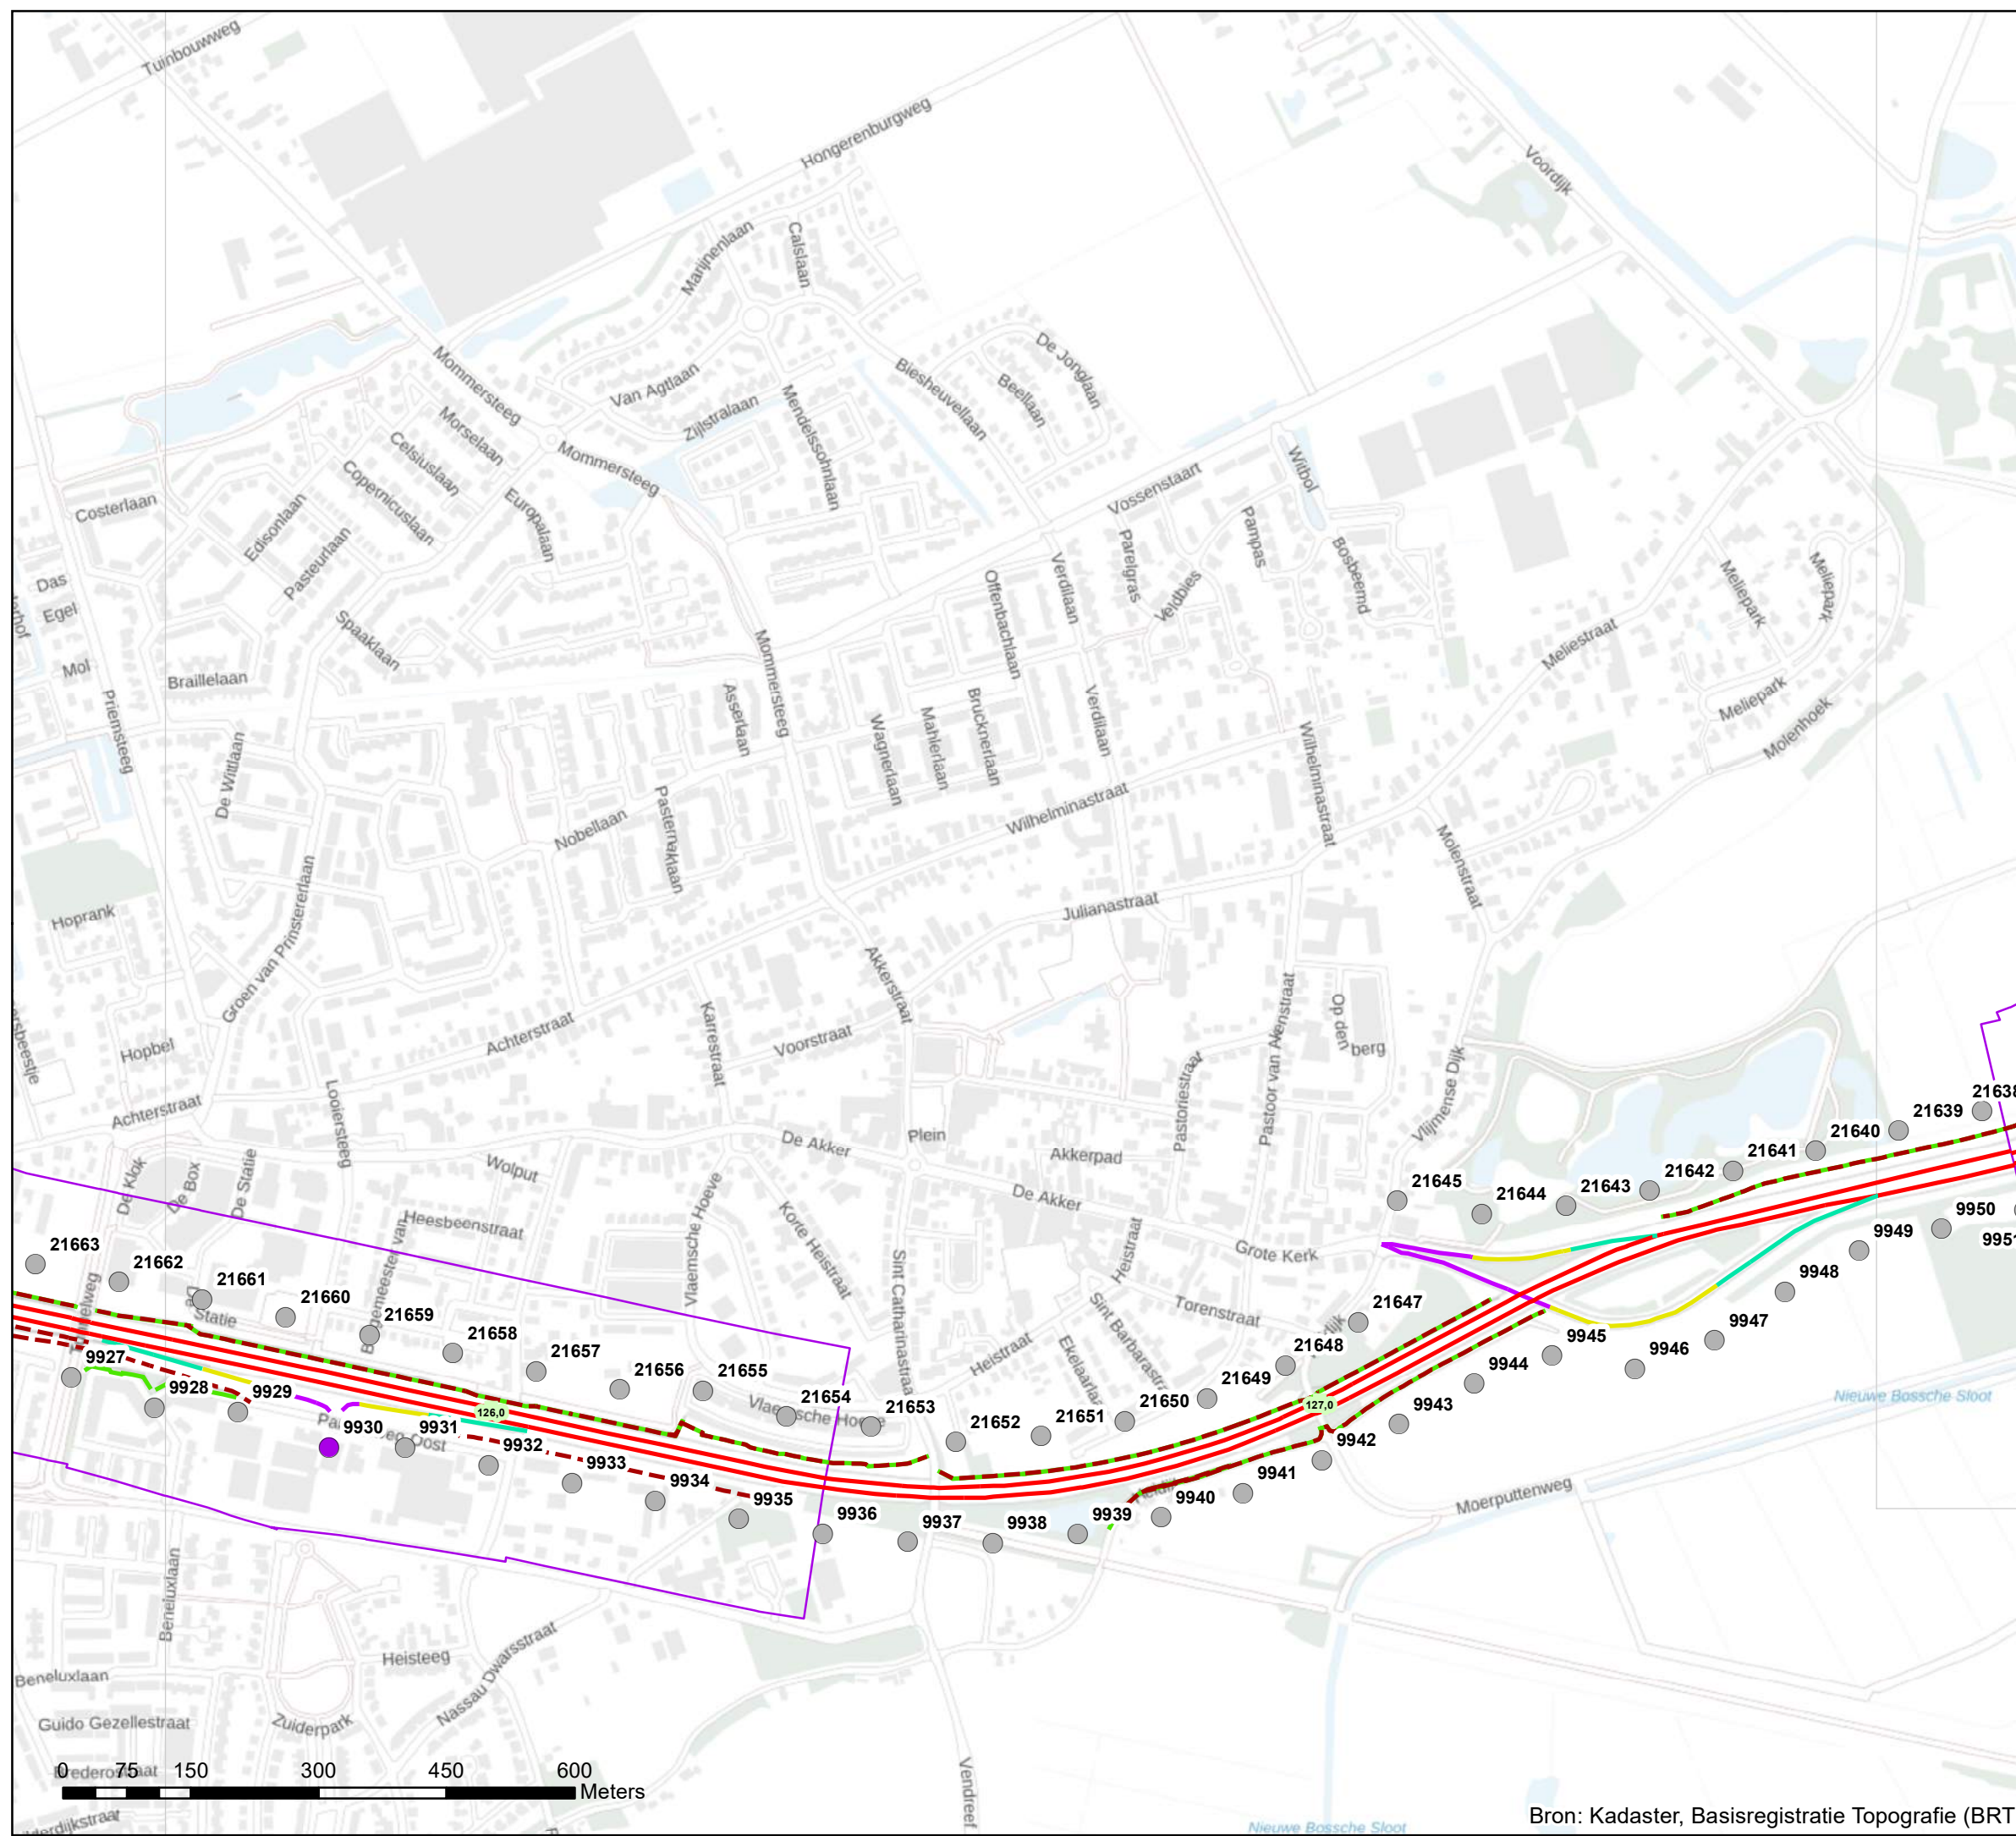 Tuinbouwweg
Hongerenburgweg
Voordijk
Marijnenlaan
Calslaan
De Jonglaan
Mommersteeg
Van Agtlaan
Biesheuvellaan
Beellaan
Zijlstralaan
Mendelssohnlaan
Morselaan
Celsiuslaan
Mommersteeg
Copernicuslaan
Witbol
Vossenstaart
Costerlaan
Edisonlaan
Europalaan
Pampas
Parelgras
Pasteurlaan
Bosbeemd
Verdilaan
Meliepark
Meliepark
Das
Egel
Offenbachlaan
Veldbies
Spaaklaan
Meliestraat
Mol
Braillelaan
Mommersteeg
Priemsteeg
Asserlaan
Brucknerlaan
Verdilaan
Meliepark
Mahlerlaan
Wagnerlaan
Molenhoek
De Wittlaan
Wilhelminastraat
Wilhelminastraat
Nobellaan
Pasternaklaan
Molenstraat
Groen van Prinstererlaan
Julianastraat
Hoprank
Akkerstraat
Achterstraat
Karrestraat
Voorstraat
Op den
berg
Pastoor van Akenstraat
Hopbel
Pastoriestraat
Vlijmense Dijk
Looiersteeg
Achterstraat
21638
21639
21640
De Akker
Plein
Akkerpad
21641
De Klok
De Box
De Statie
Wolput
21642
21645
21643
21644
De Akker
Heesbeenstraat
Vlaemsche Hoeve
Korte Heistraat
Sint Catharinastraat
Heistraat
Grote Kerk
9950
9949
9951
21663
21662
21661
21660
De Statie
21659
21658
21657
21656
21655
21654
21653
Vlaemsche Hoeve
Torenstraat
21647
21648
21649
21650
21651
21652
Heistraat
9948
9947
9946
9945
9944
9943
9942
9941
9940
9939
9938
9937
9936
9935
9934
9933
9932
9931
9930
9929
9928
9927
126,0
127,0
Nieuwe Bossche Sloot
Moerputtenweg
Beneluxlaan
Heisteeg
Nassau Dwarsstraat
Beneluxlaan
Guido Gezellestraat
Zuiderpark
Vendreef
0 75 150 300 450 600
Meters
Bron: Kadaster, Basisregistratie Topografie (BRT
Nieuwe Bossche Sloot